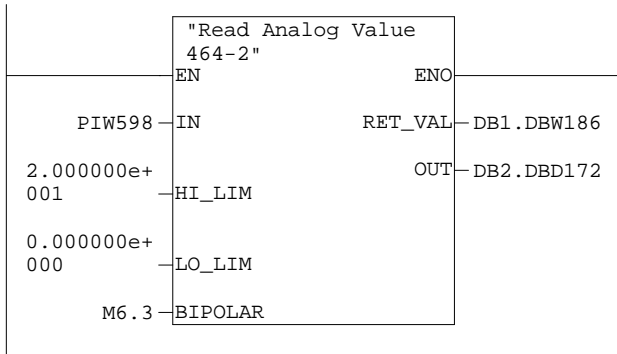 "Read Analog Value
464-2"
EN ENO
PIW598 IN RET_VAL DB1.DBW186
2.000000e+ OUT DB2.DBD172
001 HI_LIM
0.000000e+
000 LO_LIM
M6.3 BIPOLAR